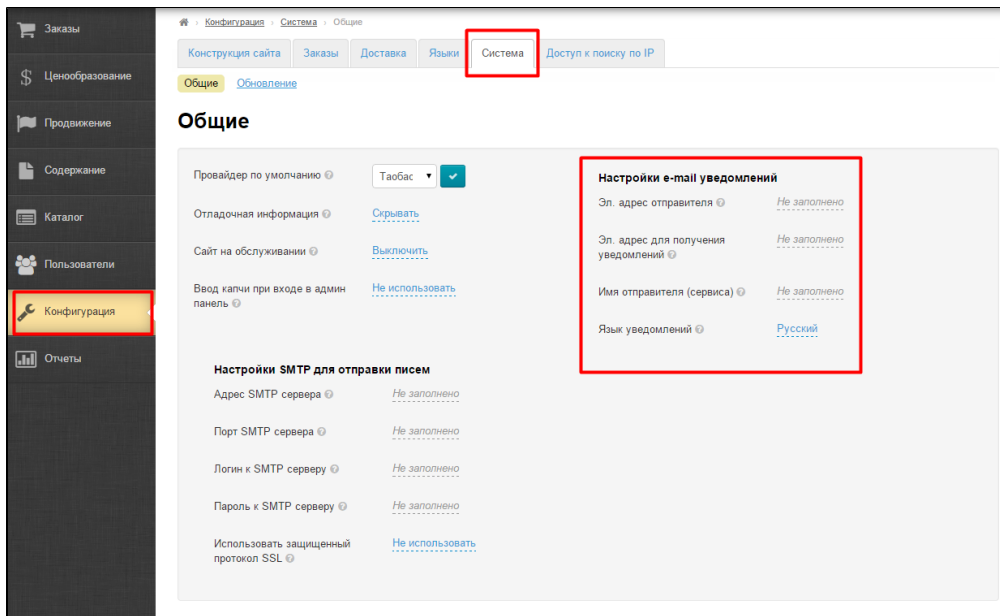 Заказы
Ценообразование
Продвижение
Содержание
Каталог
Пользователи
Конфигурация
Отчеты
Конфигурация › Система › Общие
Конструкция сайта Заказы Доставка Языки Система Доступ к поиску по IP
Общие Обновление
Общие
Провайдер по умолчанию Таобас
Отладочная информация Скрывать
Сайт на обслуживании Выключить
Ввод капчи при входе в админ Не использовать
панель
Настройки e-mail уведомлений
Эл. адрес отправителя Не заполнено
Эл. адрес для получения Не заполнено
уведомлений
Имя отправителя (сервиса) Не заполнено
Язык уведомлений Русский
Настройки SMTP для отправки писем
Адрес SMTP сервера Не заполнено
Порт SMTP сервера Не заполнено
Логин к SMTP серверу Не заполнено
Пароль к SMTP серверу Не заполнено
Использовать защищенный Не использовать
протокол SSL